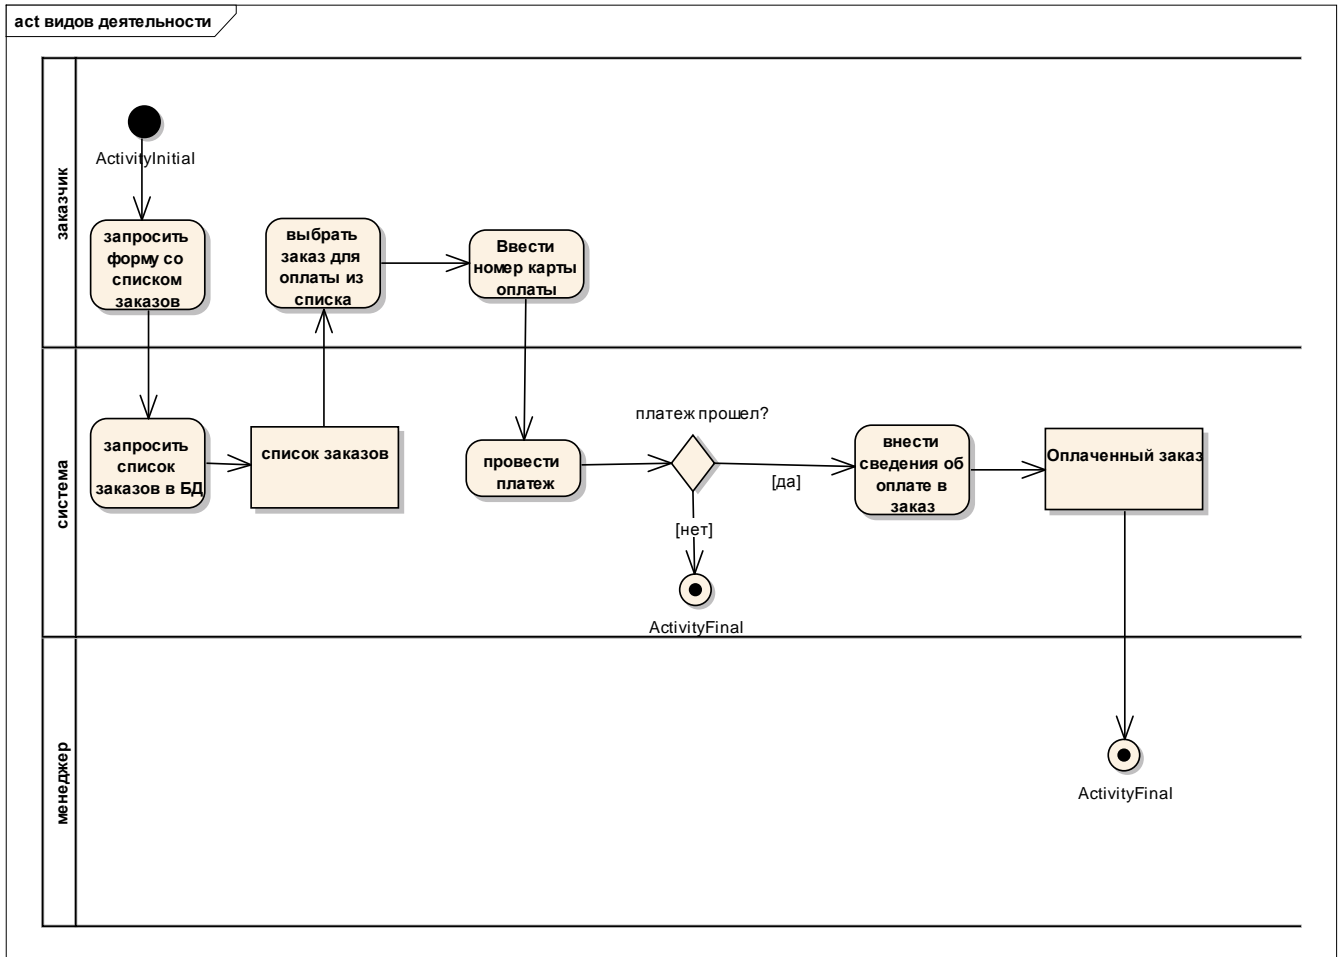 act видов деятельности
заказчик
ActivityInitial
запросить
форму со
списком
заказов
выбрать
заказ для
оплаты из
списка
Ввести
номер карты
оплаты
система
запросить
список
заказов в БД
список заказов
провести
платеж
платеж прошел?
[да]
[нет]
ActivityFinal
внести
сведения об
оплате в
заказ
Оплаченный заказ
менеджер
ActivityFinal